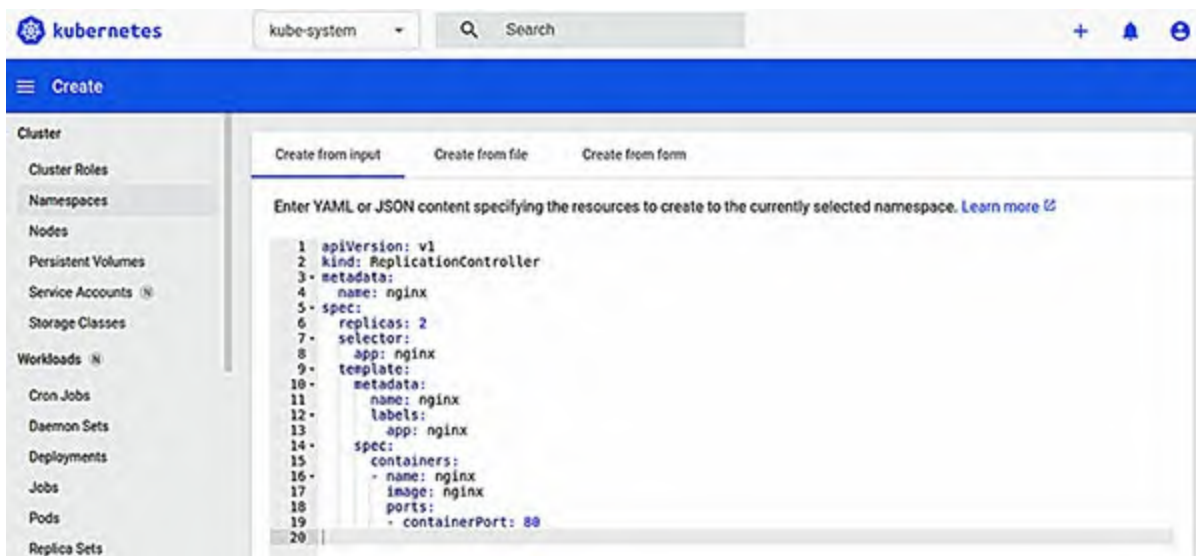 kubernetes
kube-system
Search
Create
Cluster
Cluster Roles
Namespaces
Nodes
Persistent Volumes
Service Accounts N
Storage Classes
Workloads N
Cron Jobs
Daemon Sets
Deployments
Jobs
Pods
Replica Sets
Create from input Create from file Create from form
Enter YAML or JSON content specifying the resources to create to the currently selected namespace. Learn more
1 apiVersion: v1
2 kind: ReplicationController
3 metadata:
4   name: nginx
5 spec:
6   replicas: 2
7   selector:
8     app: nginx
9   template:
10     metadata:
11       name: nginx
12       labels:
13         app: nginx
14     spec:
15       containers:
16       - name: nginx
17         image: nginx
18         ports:
19         - containerPort: 80
20